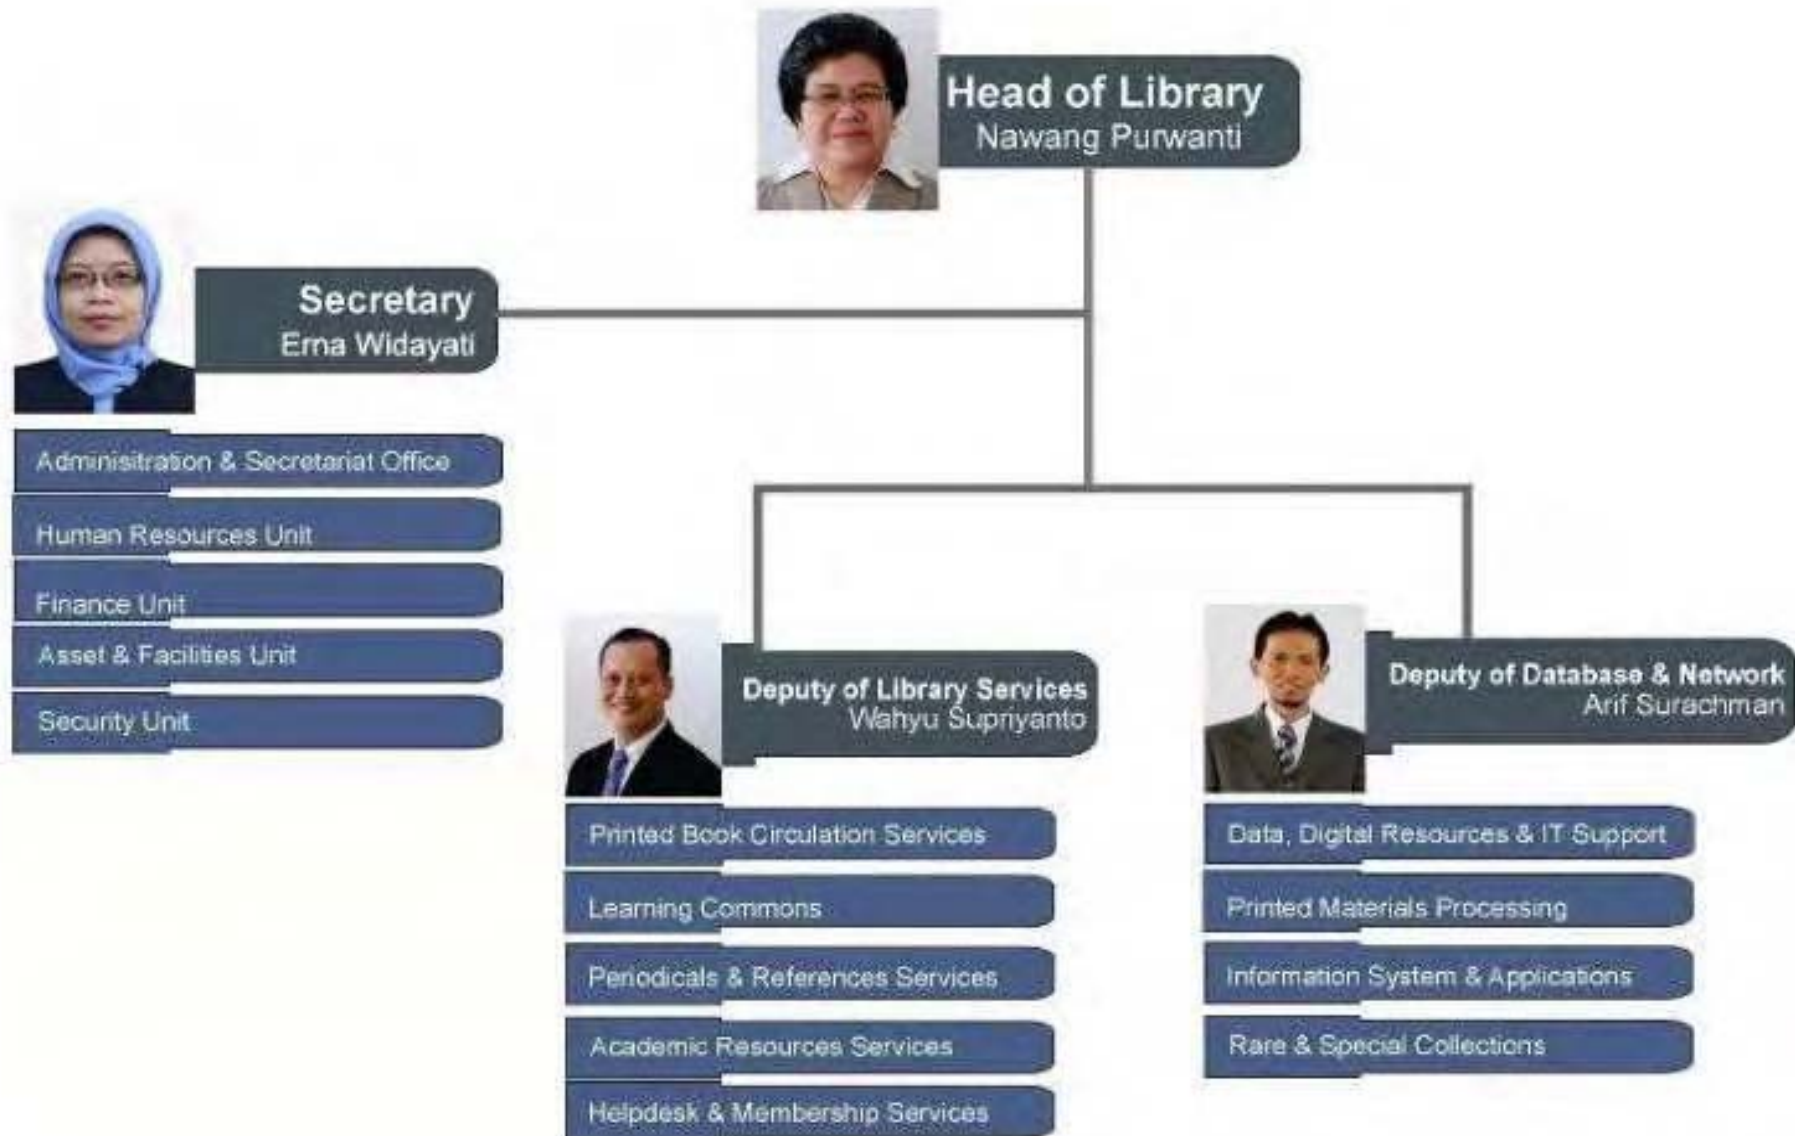 Head of Library
Nawang Purwanti
Secretary
Erna Widayati
Adminisitration & Secretariat Office
Human Resources Unit
Finance Unit
Asset & Facilities Unit
Security Unit
Deputy of Library Services
Wahyu Supriyanto
Printed Book Circulation Services
Learning Commons
Periodicals & References Services
Academic Resources Services
Helpdesk & Membership Services
Deputy of Database & Network
Arif Surachman
Data, Digital Resources & IT Support
Printed Materials Processing
Information System & Applications
Rare & Special Collections